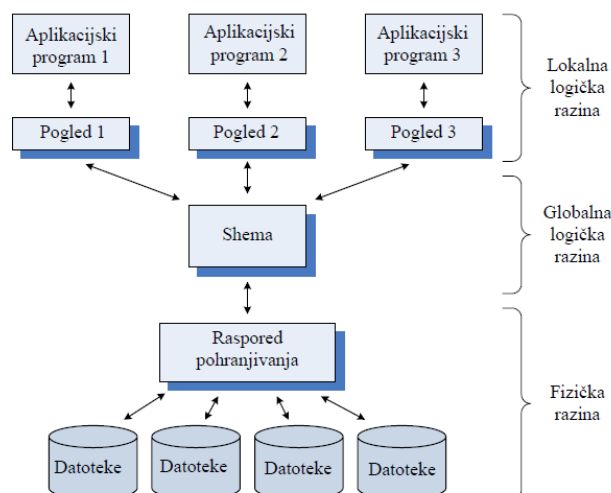 Aplikacijski
program 1
Aplikacijski
program 2
Aplikacijski
program 3
Lokalna
logička
razina
Pogled 1
Pogled 2
Pogled 3
Shema
Globalna
logička
razina
Raspored
pohranjivanja
Fizička
razina
Datoteke
Datoteke
Datoteke
Datoteke